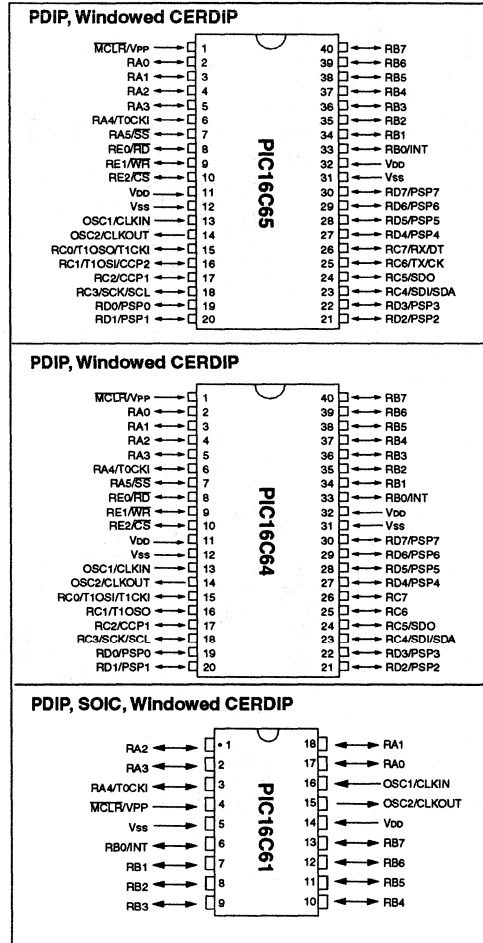 PDIP, Windowed CERDIP
MCLR/VPP 1 40 RB7
RA0 2 39 RB6
RA1 3 38 RB5
RA2 4 37 RB4
RA3 5 36 RB3
RA4/T0CKI 6 35 RB2
RA5/SS 7 34 RB1
RE0/RD 8 33 RB0/INT
RE1/WR 9 32 VDD
RE2/CS 10 31 VSS
VDD 11 30 RD7/PSP7
VSS 12 29 RD6/PSP6
OSC1/CLKIN 13 28 RD5/PSP5
OSC2/CLKOUT 14 27 RD4/PSP4
RC0/T1OSO/T1CKI 15 26 RC7/RX/DT
RC1/T1OSI/CCP2 16 25 RC6/TX/CK
RC2/CCP1 17 24 RC5/SDO
RC3/SCK/SCL 18 23 RC4/SDI/SDA
RD0/PSP0 19 22 RD3/PSP3
RD1/PSP1 20 21 RD2/PSP2
PIC16C65
PDIP, Windowed CERDIP
MCLR/VPP 1 40 RB7
RA0 2 39 RB6
RA1 3 38 RB5
RA2 4 37 RB4
RA3 5 36 RB3
RA4/T0CKI 6 35 RB2
RA5/SS 7 34 RB1
RE0/RD 8 33 RB0/INT
RE1/WR 9 32 VDD
RE2/CS 10 31 VSS
VDD 11 30 RD7/PSP7
VSS 12 29 RD6/PSP6
OSC1/CLKIN 13 28 RD5/PSP5
OSC2/CLKOUT 14 27 RD4/PSP4
RC0/T1OSI/T1CKI 15 26 RC7
RC1/T1OSO 16 25 RC6
RC2/CCP1 17 24 RC5/SDO
RC3/SCK/SCL 18 23 RC4/SDI/SDA
RD0/PSP0 19 22 RD3/PSP3
RD1/PSP1 20 21 RD2/PSP2
PIC16C64
PDIP, SOIC, Windowed CERDIP
RA2 1 18 RA1
RA3 2 17 RA0
RA4/T0CKI 3 16 OSC1/CLKIN
MCLR/VPP 4 15 OSC2/CLKOUT
Vss 5 14 VDD
RB0/INT 6 13 RB7
RB1 7 12 RB6
RB2 8 11 RB5
RB3 9 10 RB4
PIC16C61